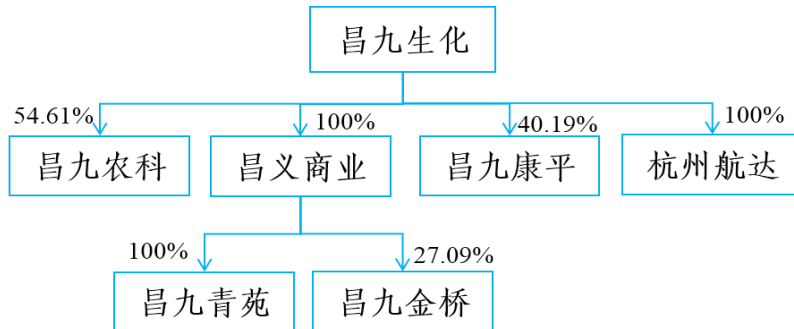 昌九生化
54.61%
100%
40.19%
100%
昌九农科
昌义商业
昌九康平
杭州航达
100%
27.09%
昌九青苑
昌九金桥